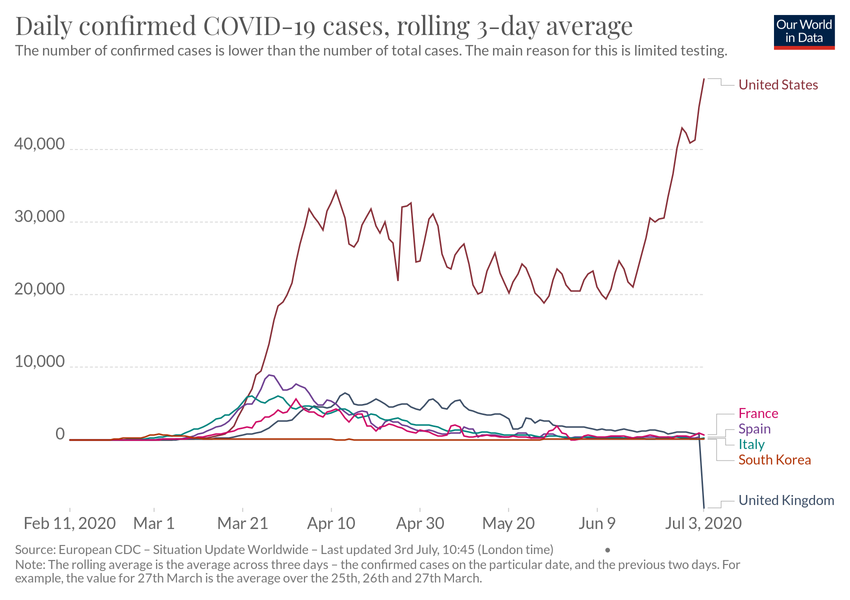 Daily confirmed COVID-19 cases, rolling 3-day average
The number of confirmed cases is lower than the number of total cases. The main reason for this is limited testing.
Our World
in Data
United States
40,000
30,000
20,000
10,000
0
France
Spain
Italy
South Korea
United Kingdom
Feb 11, 2020 Mar 1 Mar 21 Apr 10 Apr 30 May 20 Jun 9 Jul 3, 2020
Source: European CDC – Situation Update Worldwide – Last updated 3rd July, 10:45 (London time)
Note: The rolling average is the average across three days – the confirmed cases on the particular date, and the previous two days. For
example, the value for 27th March is the average over the 25th, 26th and 27th March.